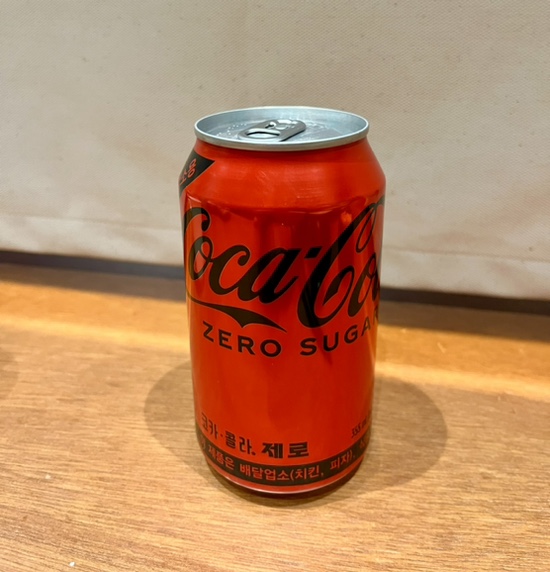 Coca-Co
ZERO SUGA
코카·콜라 제로
제품은 배달업소(치킨, 피자),